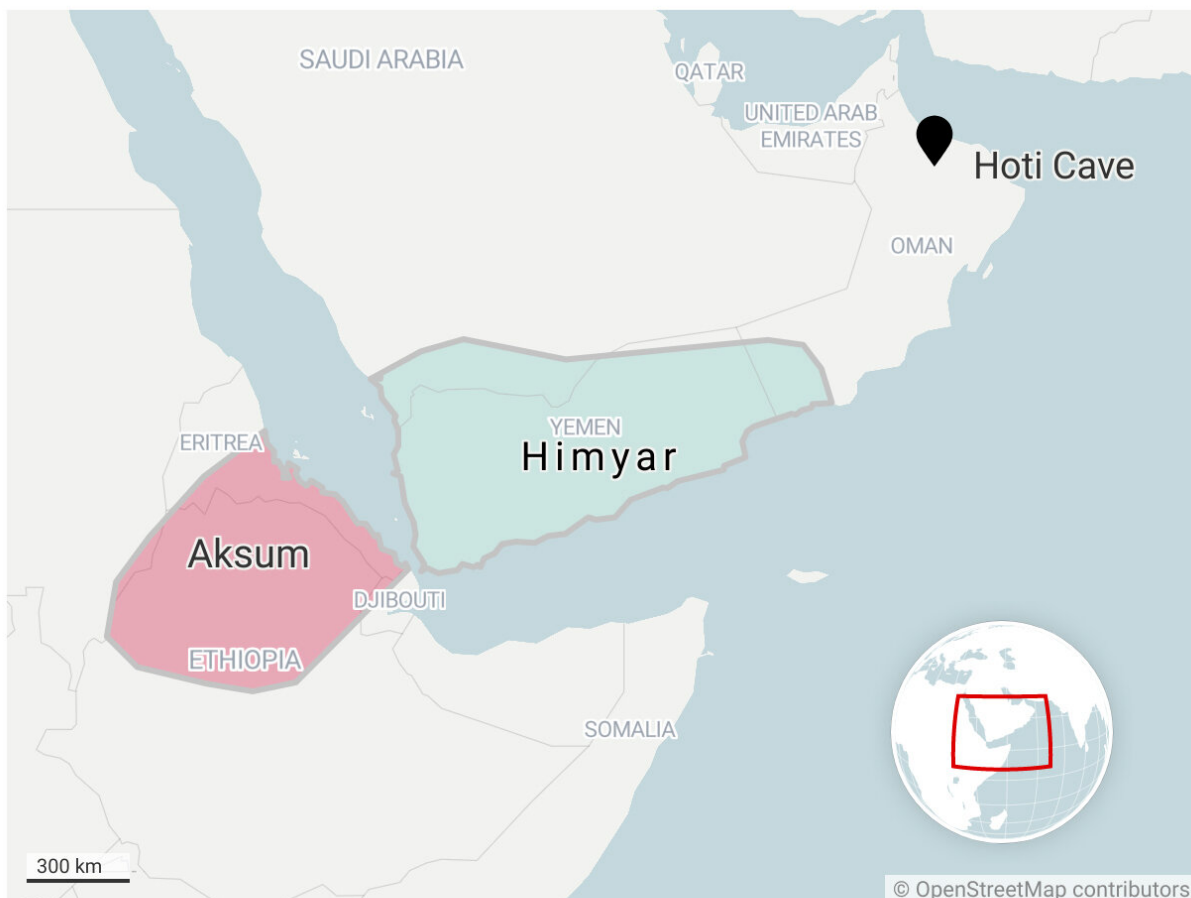 SAUDI ARABIA
QATAR
UNITED ARAB
EMIRATES
Hoti Cave
OMAN
YEMEN
Himyar
ERITREA
Aksum
DJIBOUTI
ETHIOPIA
SOMALIA
300 km
© OpenStreetMap contributors